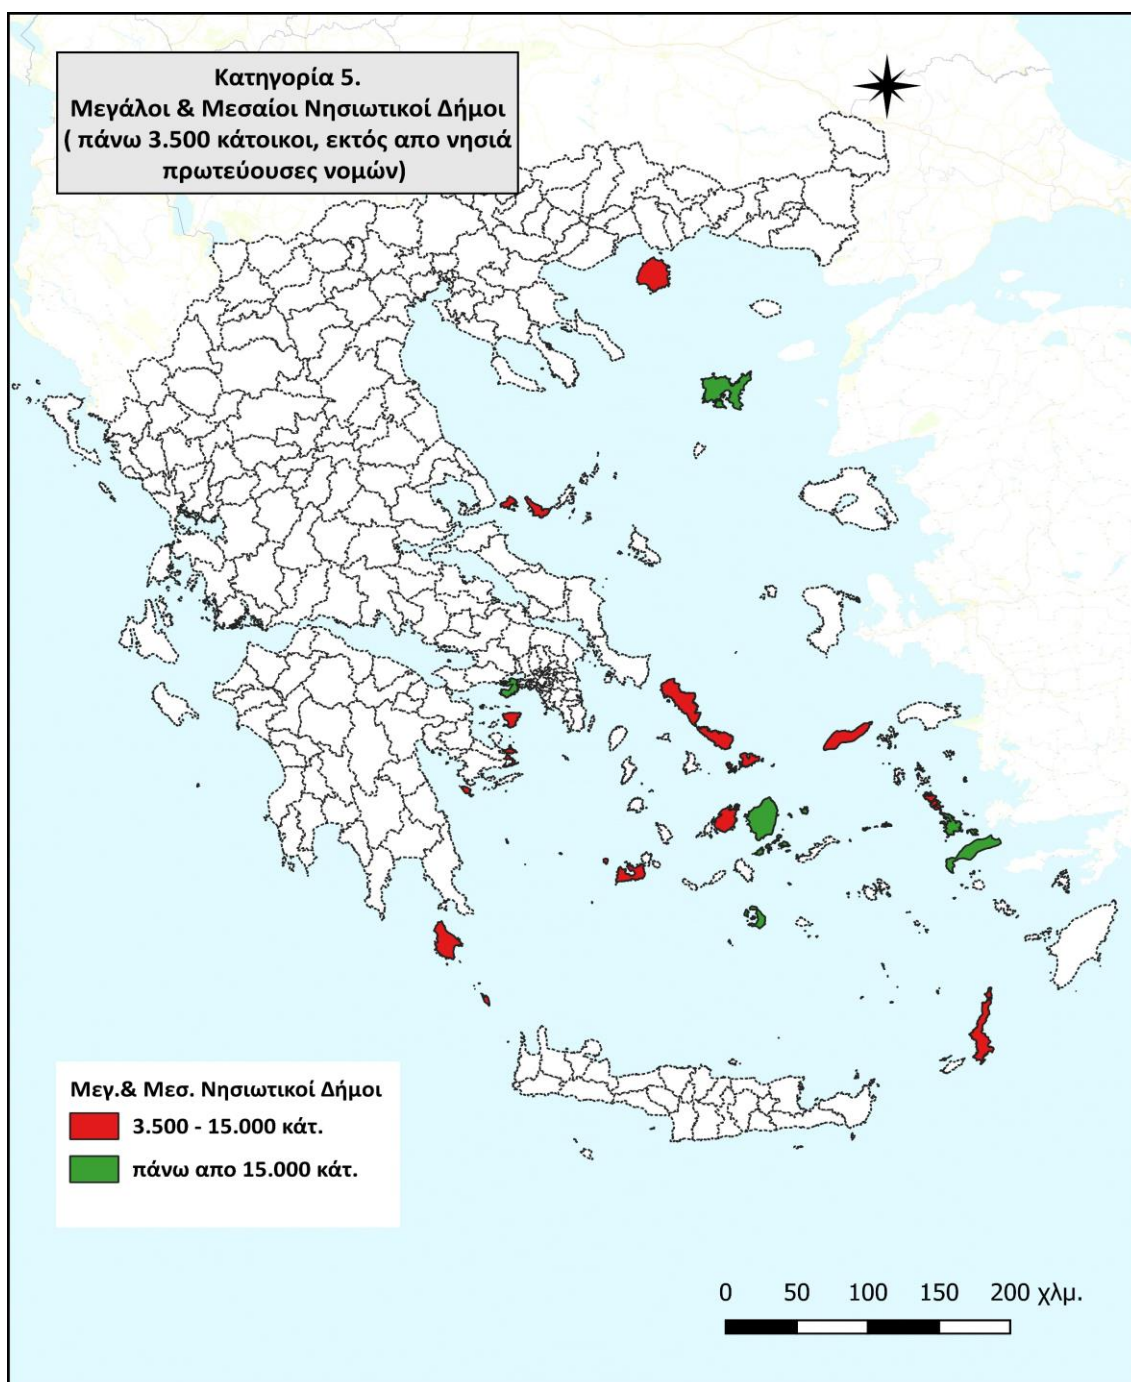 Κατηγορία 5.
Μεγάλοι & Μεσαίοι Νησιωτικοί Δήμοι
( πάνω 3.500 κάτοικοι, εκτός απο νησιά
πρωτεύουσες νομών)
Μεγ.& Μεσ. Νησιωτικοί Δήμοι
3.500 - 15.000 κάτ.
πάνω απο 15.000 κάτ.
0 50 100 150 200 χλμ.